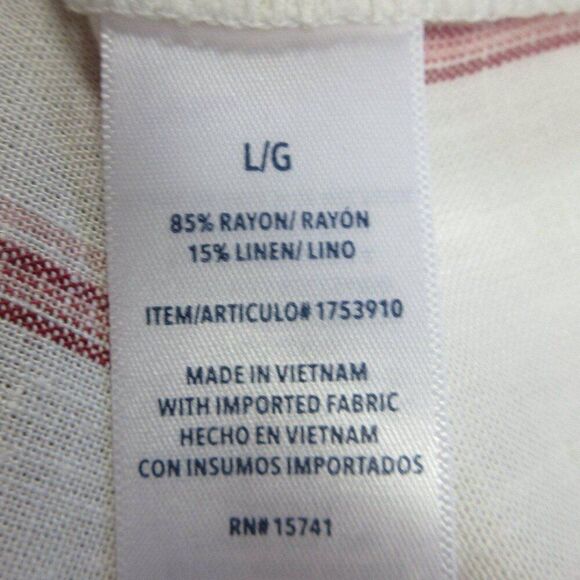 L/G
85% RAYON/ RAYÓN
15% LINEN/ LINO
ITEM/ARTICULO# 1753910
MADE IN VIETNAM
WITH IMPORTED FABRIC
HECHO EN VIETNAM
CON INSUMOS IMPORTADOS
RN# 15741